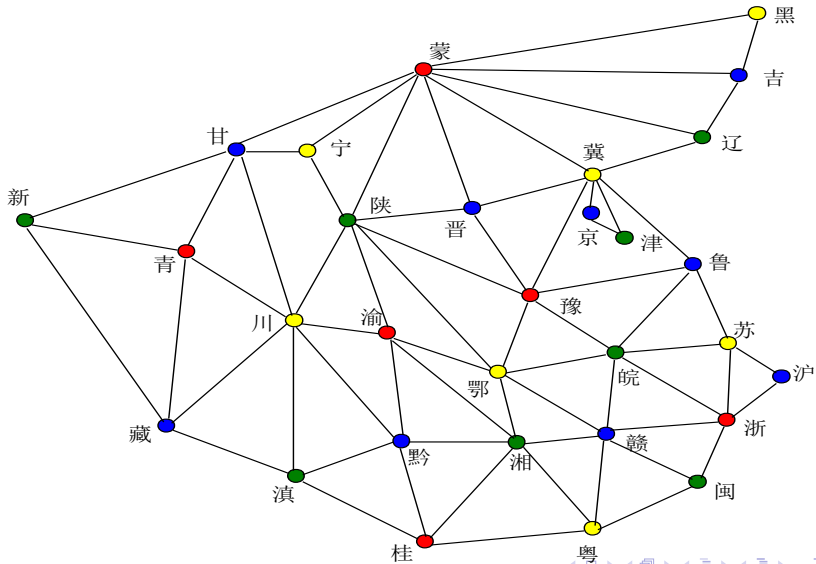 黑
蒙
吉
辽
甘
宁
冀
新
陕
晋
京
津
青
鲁
豫
川
渝
苏
鄂
皖
沪
藏
黔
湘
赣
浙
滇
闽
桂
粤